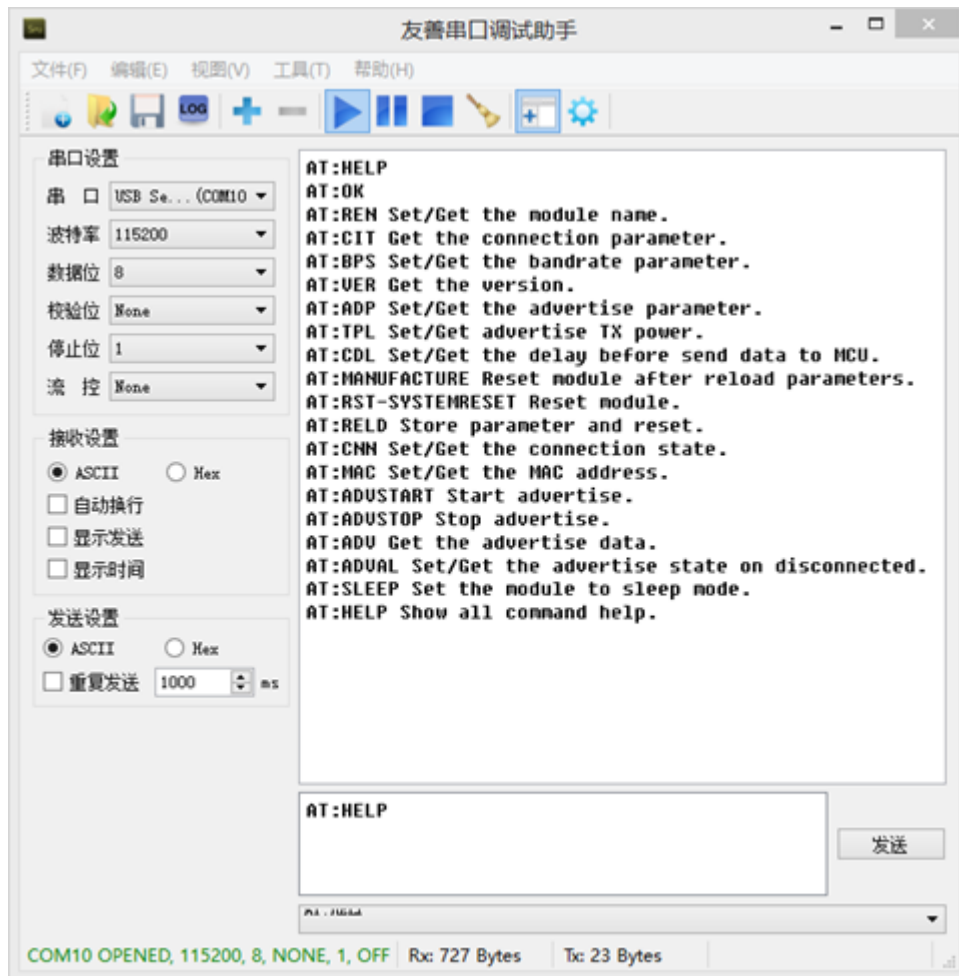 友善串口调试助手
文件(F) 编辑(E) 视图(V) 工具(T) 帮助(H)
LOG
串口设置
串 口 USB Se...(COM10
波特率 115200
数据位 8
校验位 None
停止位 1
流 控 None
接收设置
ASCII Hex
自动换行
显示发送
显示时间
发送设置
ASCII Hex
重复发送 1000 ms
AT:HELP
AT:OK
AT:REN Set/Get the module name.
AT:CIT Get the connection parameter.
AT:BPS Set/Get the bandrate parameter.
AT:VER Get the version.
AT:ADP Set/Get the advertise parameter.
AT:TPL Set/Get advertise TX power.
AT:CDL Set/Get the delay before send data to MCU.
AT:MANUFACTURE Reset module after reload parameters.
AT:RST-SYSTEMRESET Reset module.
AT:RELD Store parameter and reset.
AT:CNN Set/Get the connection state.
AT:MAC Set/Get the MAC address.
AT:ADVSTART Start advertise.
AT:ADVSTOP Stop advertise.
AT:ADV Get the advertise data.
AT:ADVAL Set/Get the advertise state on disconnected.
AT:SLEEP Set the module to sleep mode.
AT:HELP Show all command help.
AT:HELP
发送
COM10 OPENED, 115200, 8, NONE, 1, OFF Rx: 727 Bytes Tx: 23 Bytes